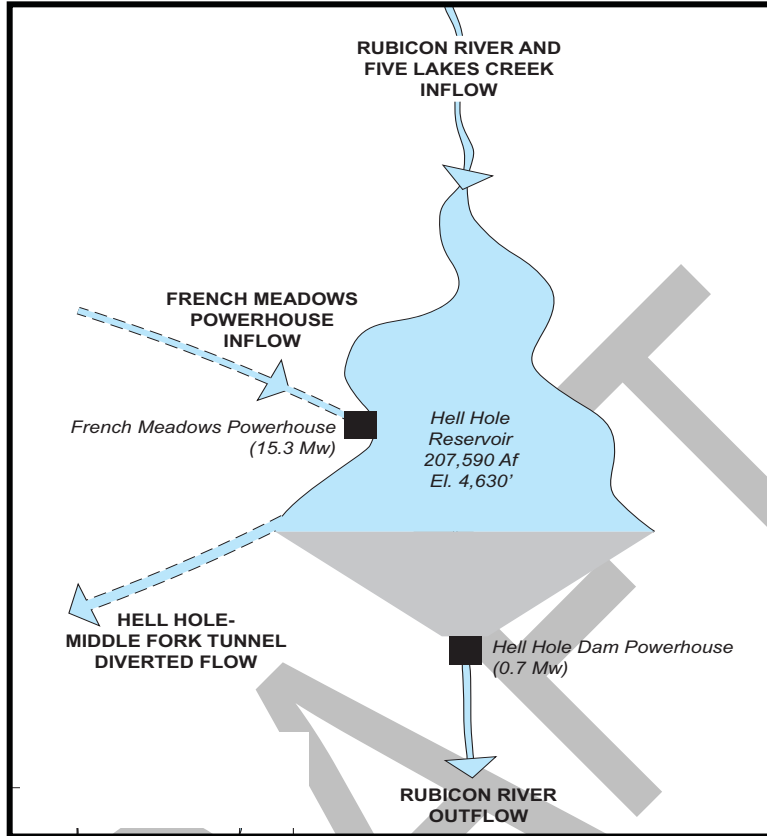 RUBICON RIVER AND
FIVE LAKES CREEK
INFLOW
FRENCH MEADOWS
POWERHOUSE
INFLOW
French Meadows Powerhouse
(15.3 Mw)
Hell Hole
Reservoir
207,590 Af
El. 4,630'
HELL HOLE-
MIDDLE FORK TUNNEL
DIVERTED FLOW
Hell Hole Dam Powerhouse
(0.7 Mw)
RUBICON RIVER
OUTFLOW